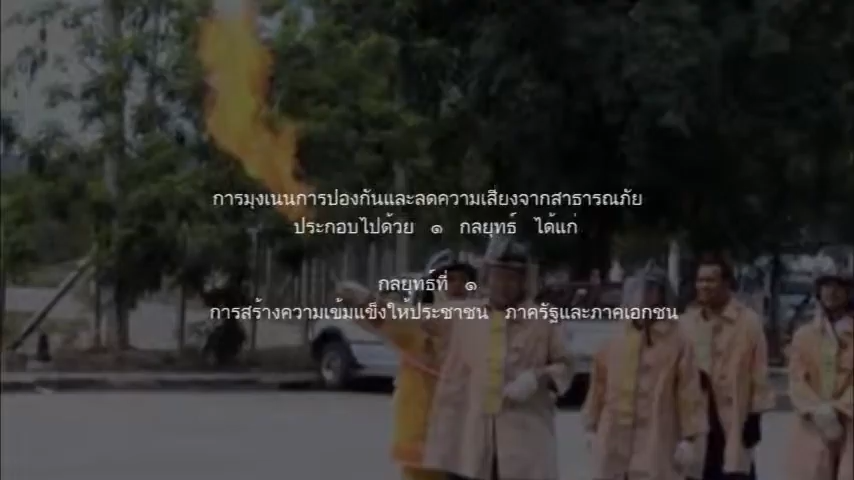 การมุงเนนการปองกันและลดความเสี่ยงจากสาธารณภัย
ประกอบไปด้วย ๑ กลยุทธ์ ได้แก่
กลยุทธ์ที่ ๑
การสร้างความเข้มแข็งให้ประชาชน ภาครัฐและภาคเอกชน